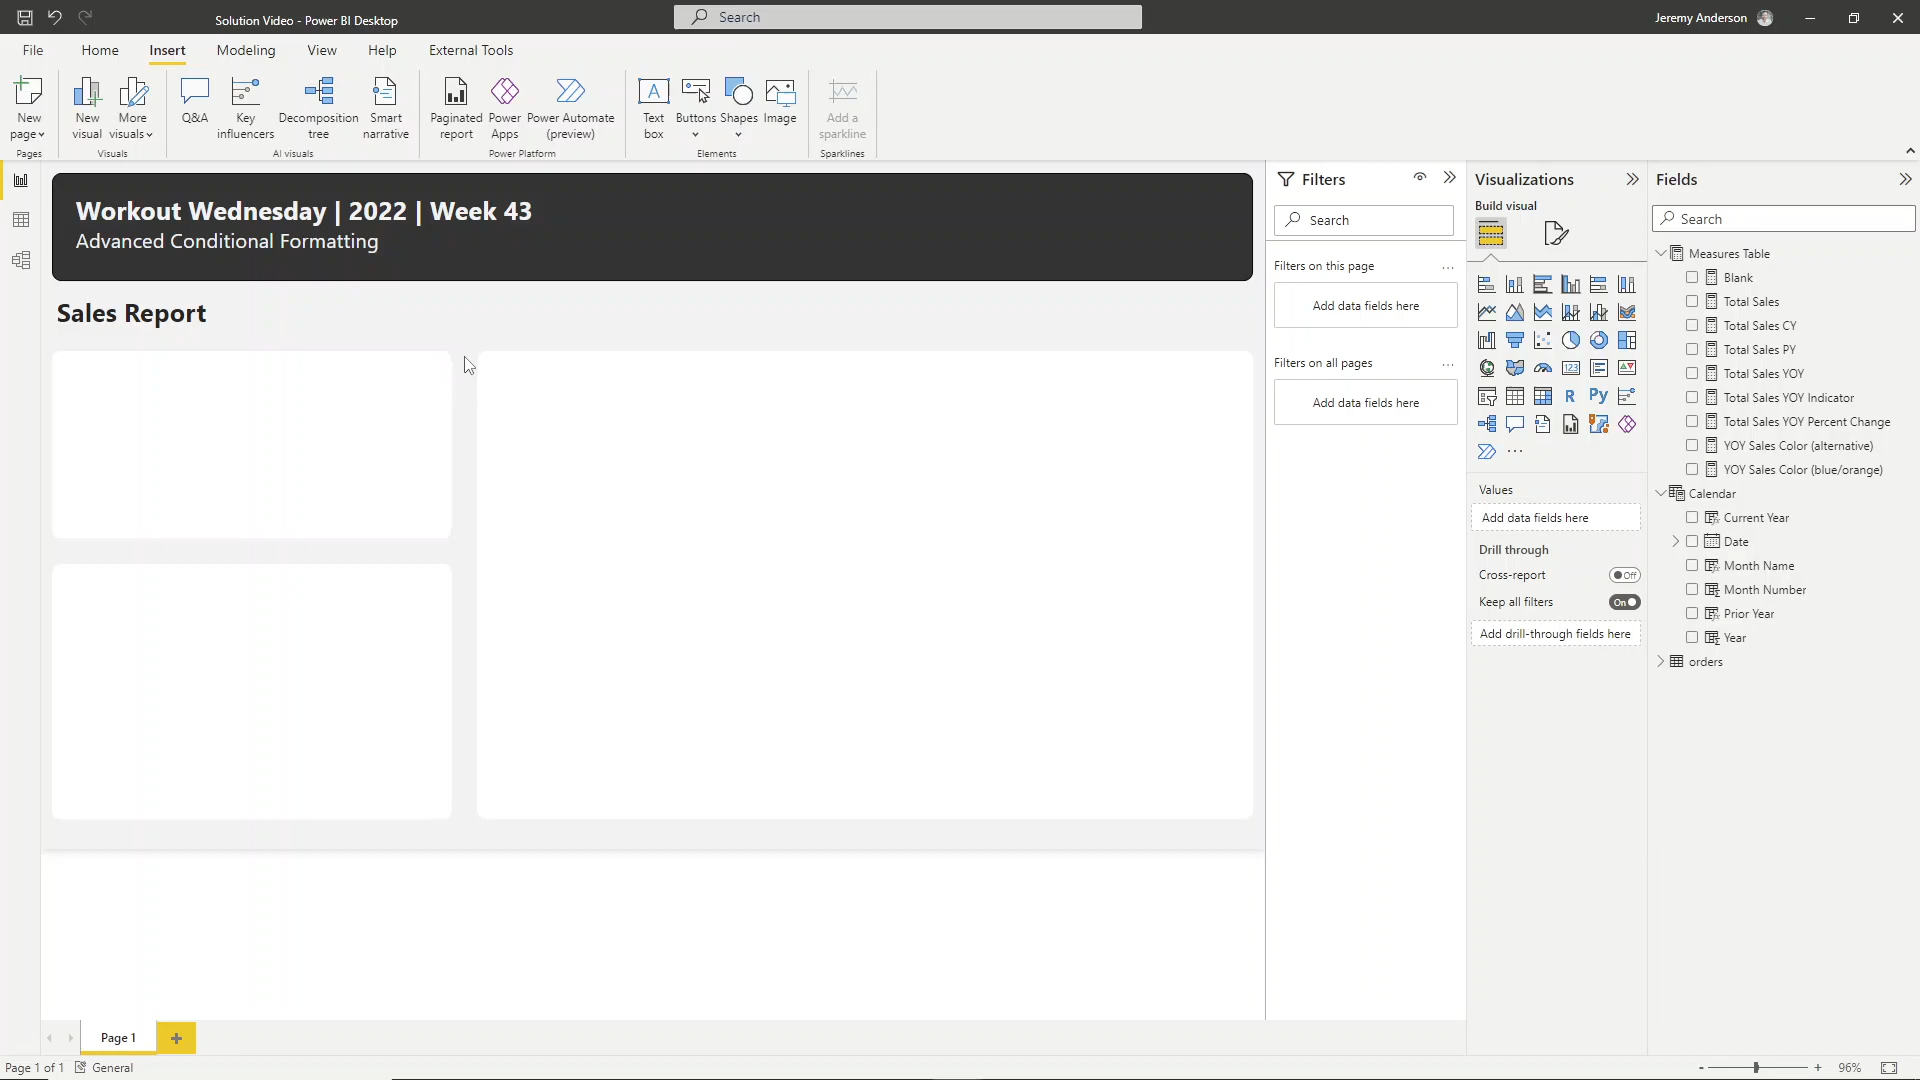 Solution Video - Power BI Desktop
Search
Jeremy Anderson
File
Home
Insert
Modeling
View
Help
External Tools
New page
New visual
More visuals
Q&A
Key influencers
Decomposition tree
Smart narrative
Paginated report
Power Apps
Power Automate (preview)
Text box
Buttons
Shapes
Image
Add a sparkline
Pages
Visuals
AI visuals
Power Platform
Elements
Sparklines
Workout Wednesday | 2022 | Week 43
Advanced Conditional Formatting
Sales Report
Filters
Search
Filters on this page
...
Add data fields here
Filters on all pages
...
Add data fields here
Visualizations
Build visual
123
R
Py
...
Values
Add data fields here
Drill through
Cross-report
Off
Keep all filters
On
Add drill-through fields here
Fields
Search
Measures Table
Blank
Total Sales
Total Sales CY
Total Sales PY
Total Sales YOY
Total Sales YOY Indicator
Total Sales YOY Percent Change
YOY Sales Color (alternative)
YOY Sales Color (blue/orange)
Calendar
Current Year
Date
Month Name
Month Number
Prior Year
Year
orders
Page 1
+
Page 1 of 1
General
- + 96%